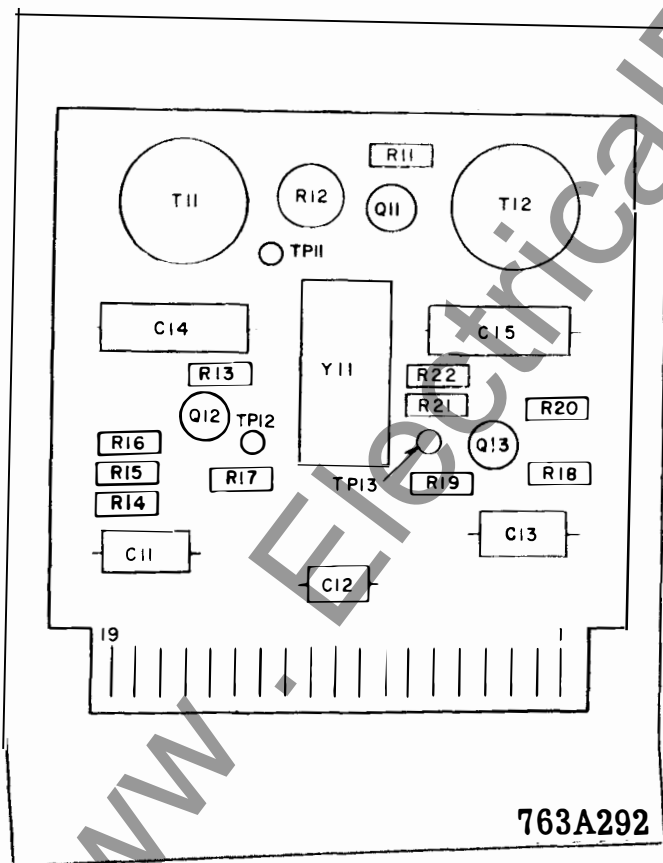 R11
T11
R12
Q11
T12
TP11
C14
C15
Y11
R13
R22
R21
R20
Q12
TP12
R16
Q13
R15
R17
TP13
R19
R18
R14
C11
C13
C12
19
1
763A292
www. Electrical